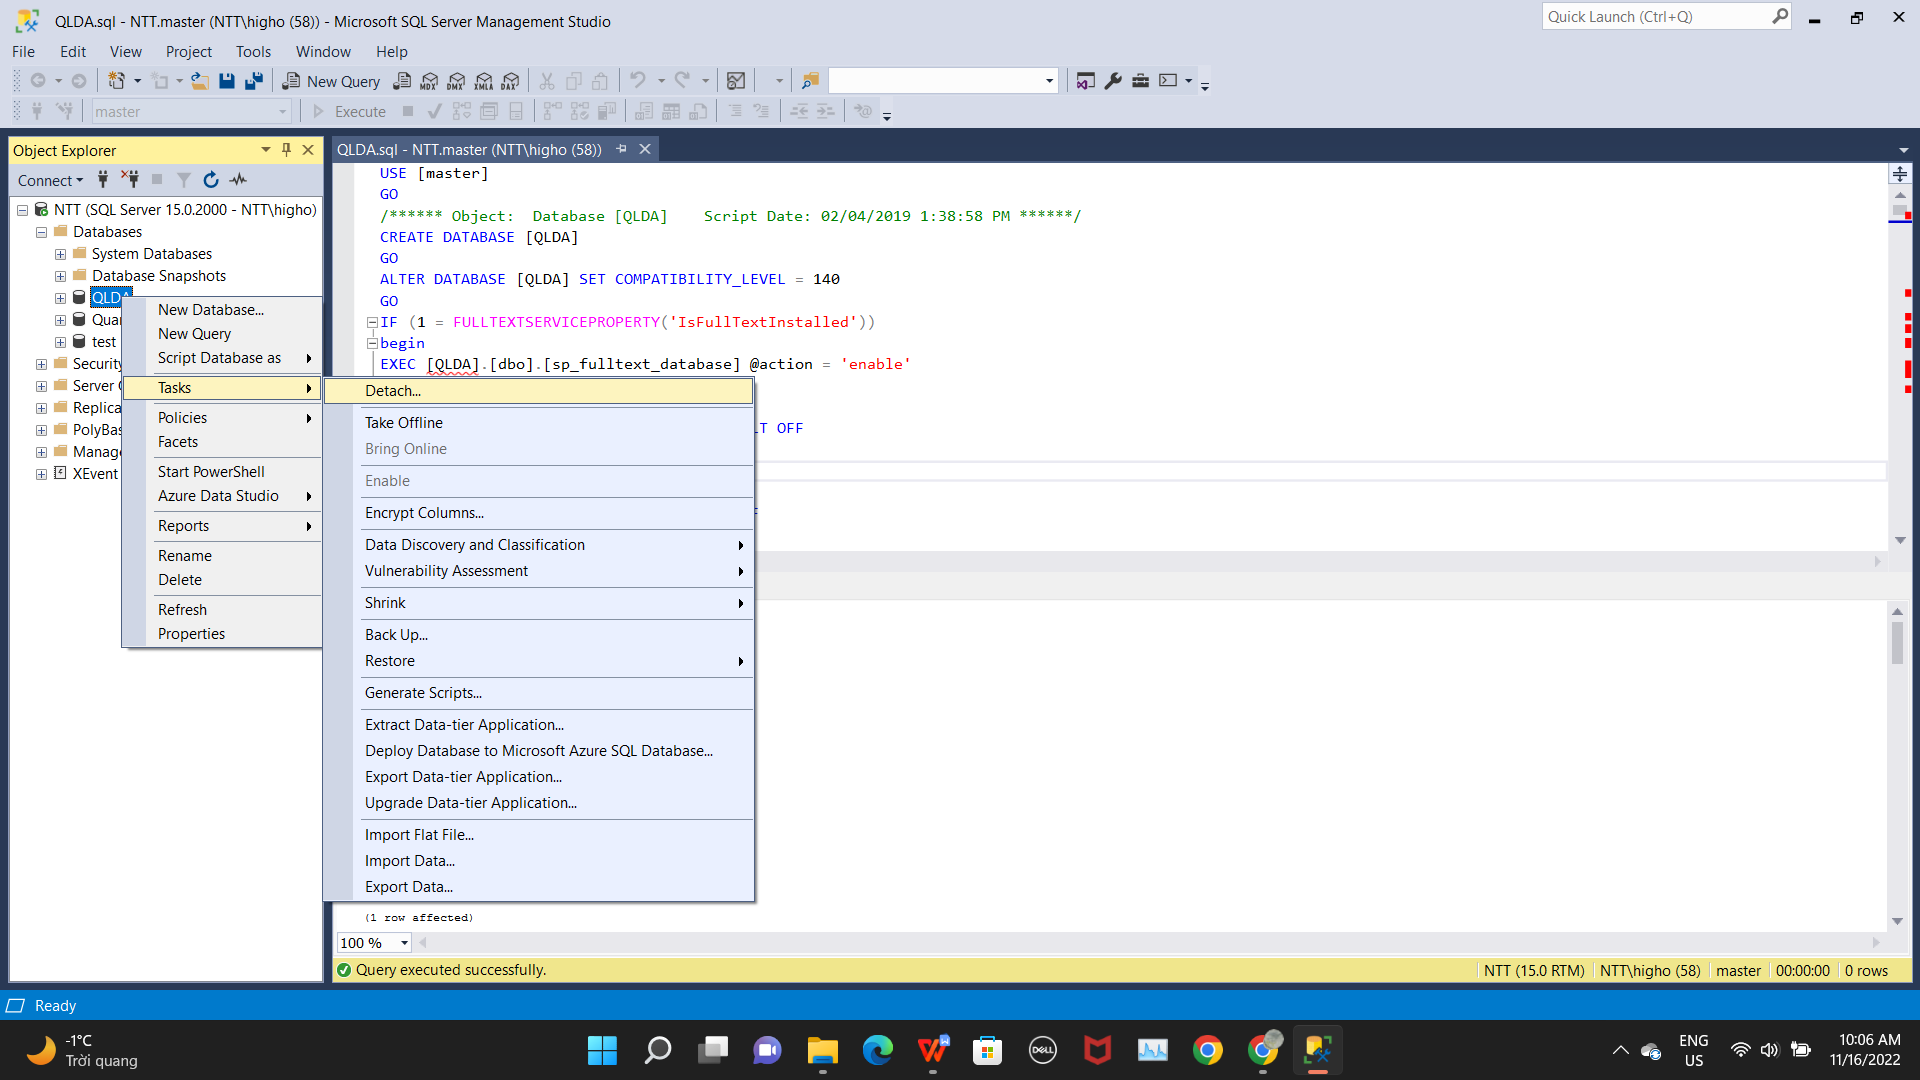 QLDA.sql - NTT.master (NTT\higho (58)) - Microsoft SQL Server Management Studio
Quick Launch (Ctrl+Q)
File Edit View Project Tools Window Help
New Query MDX DMX XMLA DAX
master Execute
Object Explorer
Connect
NTT (SQL Server 15.0.2000 - NTT\higho)
Databases
System Databases
Database Snapshots
QLDA
Quan
test
Security
Server
Replica
PolyBas
Manag
XEvent
New Database...
New Query
Script Database as
Tasks
Policies
Facets
Start PowerShell
Azure Data Studio
Reports
Rename
Delete
Refresh
Properties
Detach...
Take Offline
Bring Online
Enable
Encrypt Columns...
Data Discovery and Classification
Vulnerability Assessment
Shrink
Back Up...
Restore
Generate Scripts...
Extract Data-tier Application...
Deploy Database to Microsoft Azure SQL Database...
Export Data-tier Application...
Upgrade Data-tier Application...
Import Flat File...
Import Data...
Export Data...
QLDA.sql - NTT.master (NTT\higho (58))
USE [master]
GO
/****** Object:  Database [QLDA]    Script Date: 02/04/2019 1:38:58 PM ******/
CREATE DATABASE [QLDA]
GO
ALTER DATABASE [QLDA] SET COMPATIBILITY_LEVEL = 140
GO
IF (1 = FULLTEXTSERVICEPROPERTY('IsFullTextInstalled'))
begin
EXEC [QLDA].[dbo].[sp_fulltext_database] @action = 'enable'
LT OFF
(1 row affected)
100 %
Query executed successfully.
NTT (15.0 RTM) NTT\higho (58) master 00:00:00 0 rows
Ready
-1°C
Trời quang
DELL
ENG
US
10:06 AM
11/16/2022